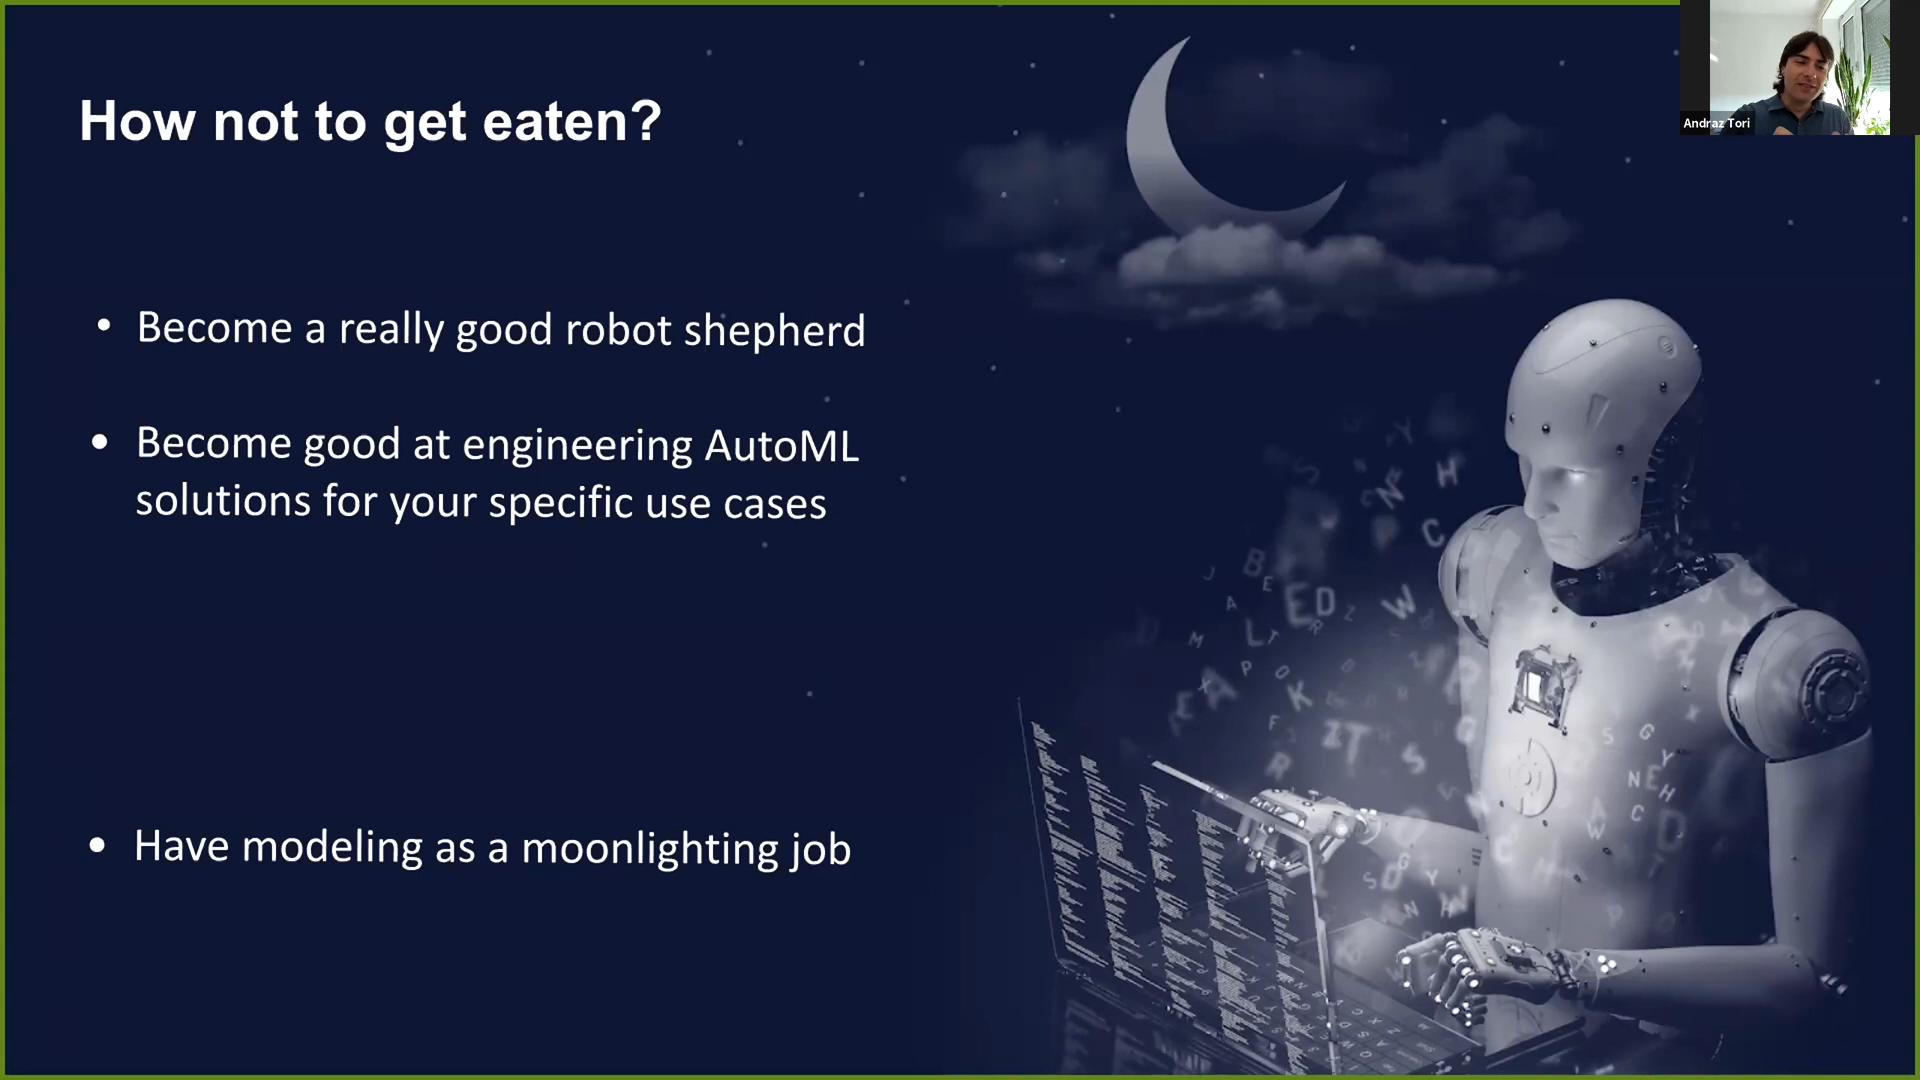 How not to get eaten?
Andraz Tori
• Become a really good robot shepherd
• Become good at engineering AutoML
solutions for your specific use cases
• Have modeling as a moonlighting job